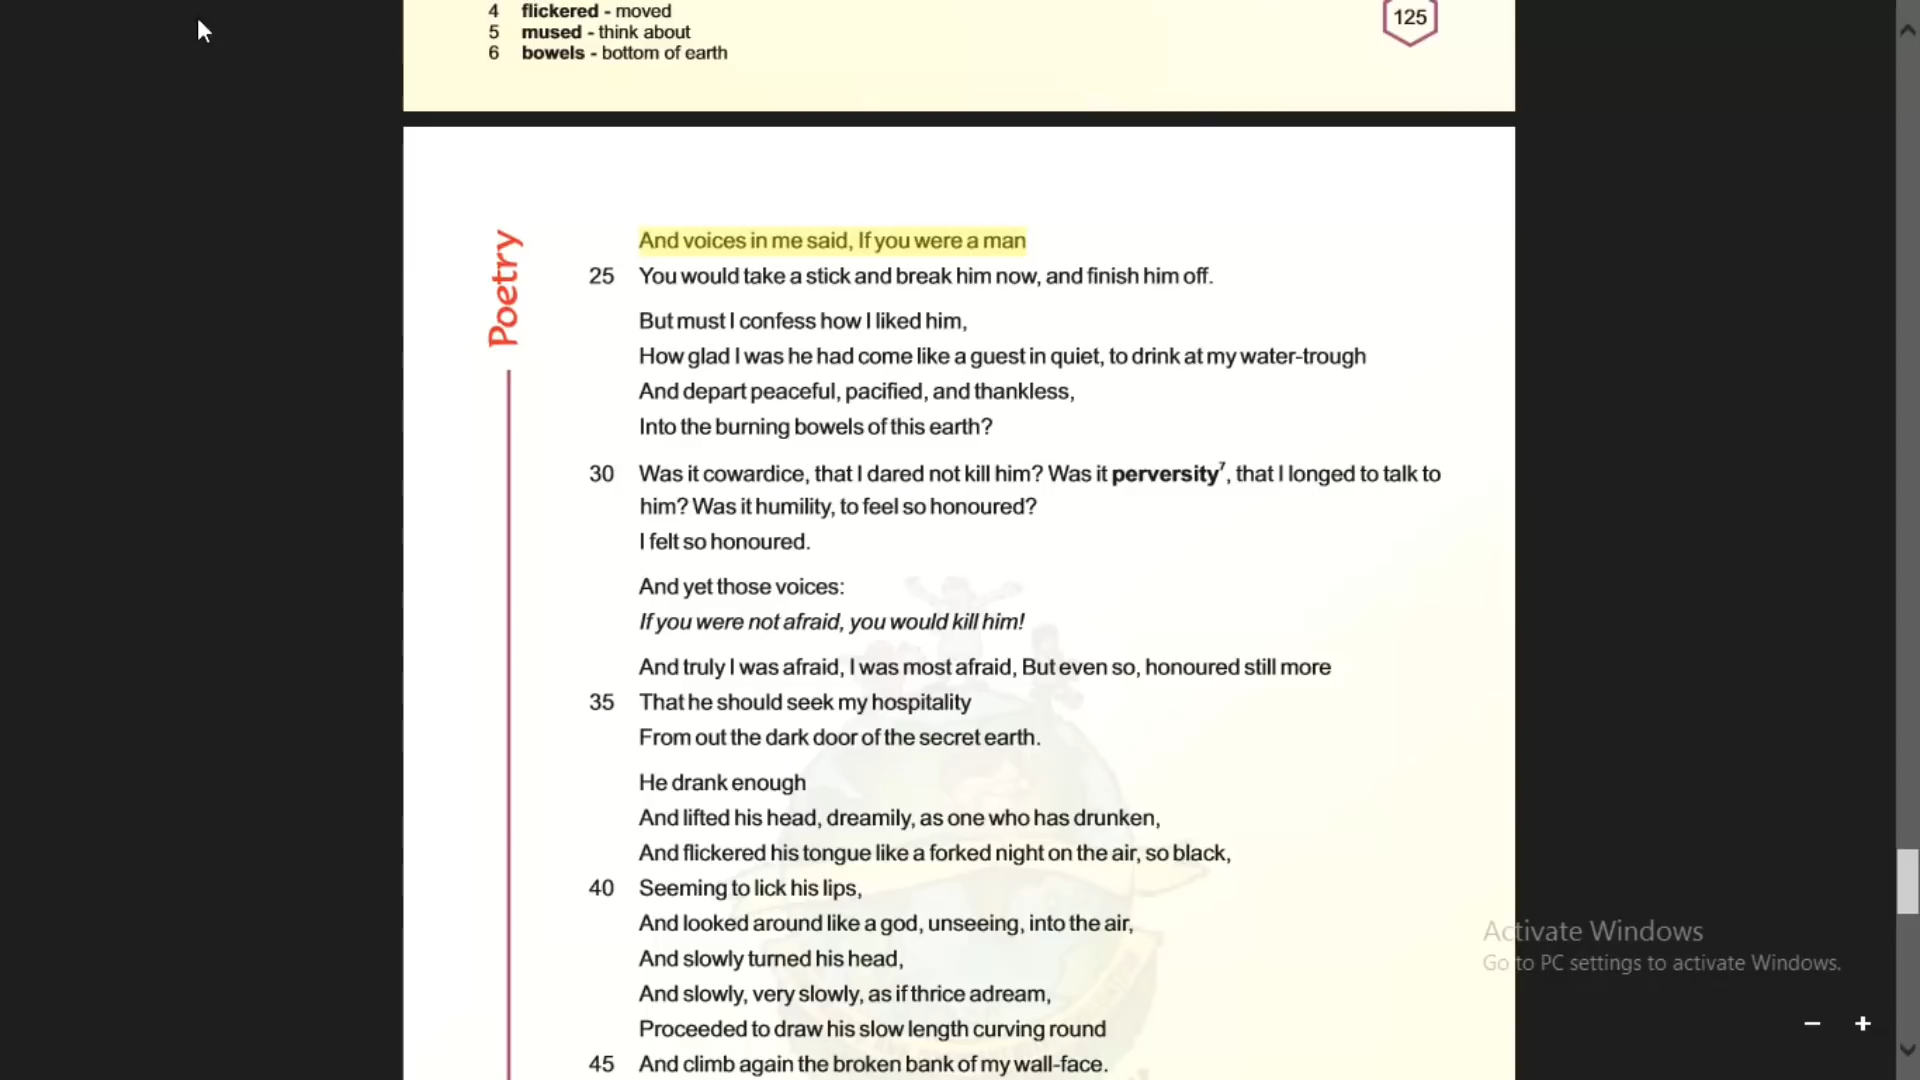 4 flickered - moved
5 mused - think about
6 bowels - bottom of earth
125
Poetry
And voices in me said, If you were a man
25 You would take a stick and break him now, and finish him off.
But must I confess how I liked him,
How glad I was he had come like a guest in quiet, to drink at my water-trough
And depart peaceful, pacified, and thankless,
Into the burning bowels of this earth?
30 Was it cowardice, that I dared not kill him? Was it perversity7, that I longed to talk to
him? Was it humility, to feel so honoured?
I felt so honoured.
And yet those voices:
If you were not afraid, you would kill him!
And truly I was afraid, I was most afraid, But even so, honoured still more
35 That he should seek my hospitality
From out the dark door of the secret earth.
He drank enough
And lifted his head, dreamily, as one who has drunken,
And flickered his tongue like a forked night on the air, so black,
40 Seeming to lick his lips,
And looked around like a god, unseeing, into the air,
And slowly turned his head,
And slowly, very slowly, as if thrice adream,
Proceeded to draw his slow length curving round
45 And climb again the broken bank of my wall-face.
Activate Windows
Go to PC settings to activate Windows.